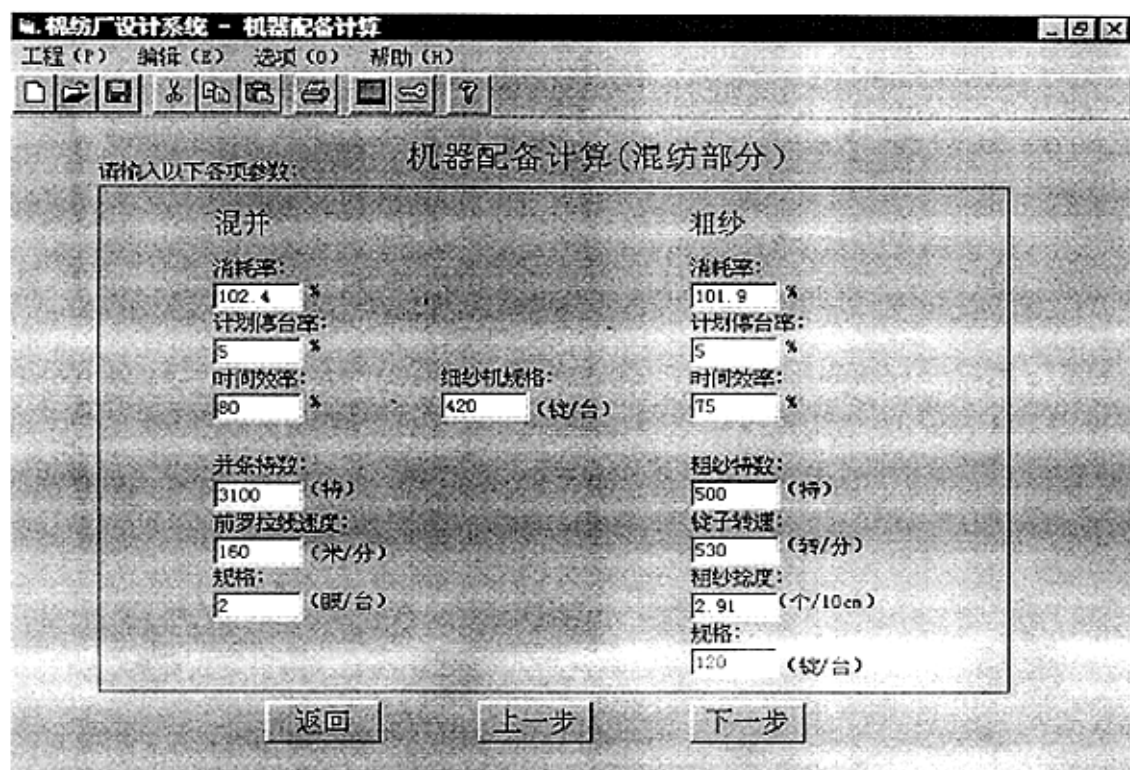 棉纺厂设计系统 - 机器配备计算
工程(P) 编辑(E) 选项(O) 帮助(H)
机器配备计算(混纺部分)
请输入以下各项参数:
混并 粗纱
消耗率: 消耗率:
102.4 % 101.9 %
计划停台率: 计划停台率:
5 % 5 %
时间效率: 细纱机规格: 时间效率:
80 % 420 (锭/台) 75 %
并条特数: 粗纱特数:
3100 (特) 500 (特)
前罗拉线速度: 锭子转速:
160 (米/分) 530 (转/分)
规格: 粗纱捻度:
2 (眼/台) 2.91 (个/10cm)
规格:
120 (锭/台)
返回 上一步 下一步